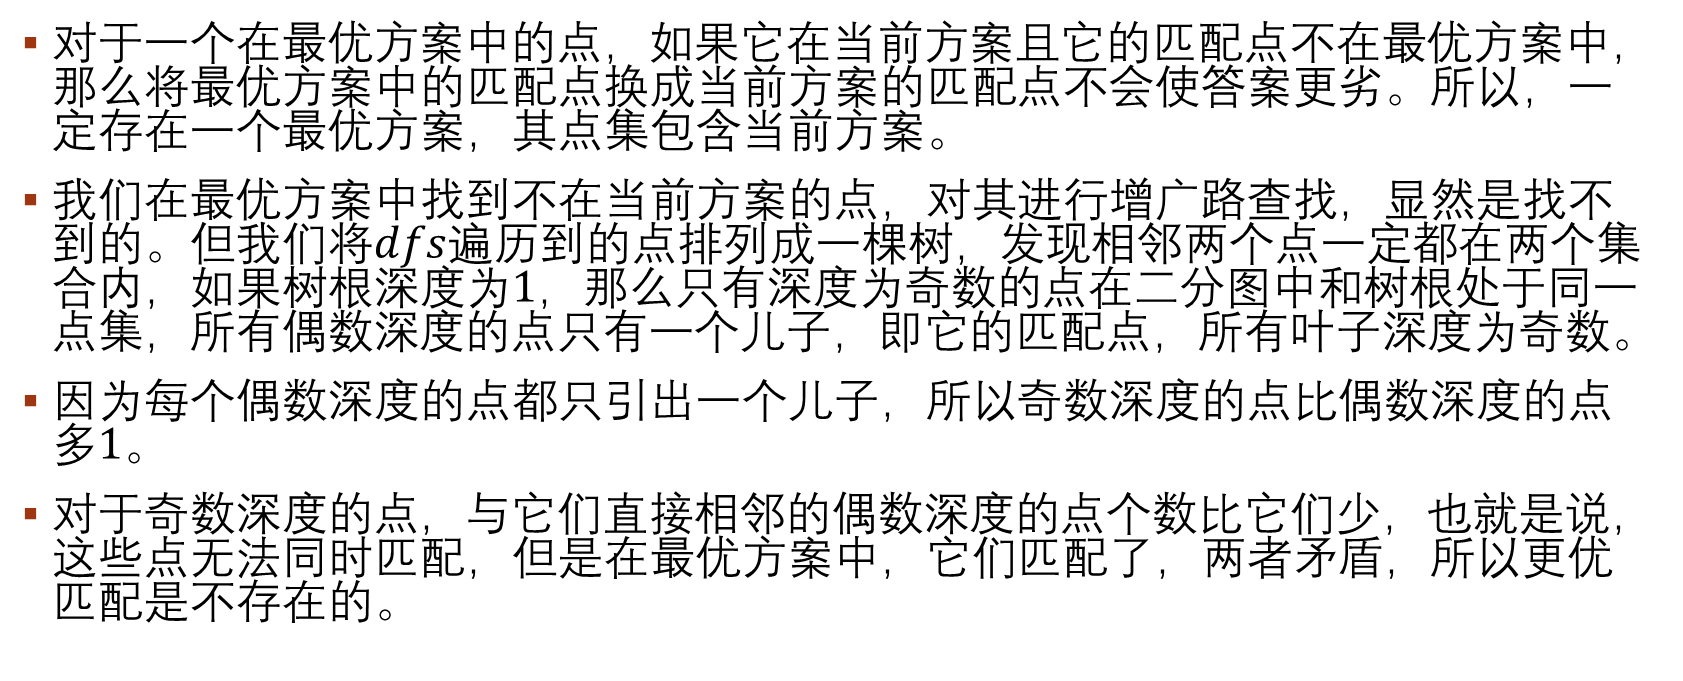 ▪ 对于一个在最优方案中的点，如果它在当前方案且它的匹配点不在最优方案中，
那么将最优方案中的匹配点换成当前方案的匹配点不会使答案更劣。所以，一
定存在一个最优方案，其点集包含当前方案。
▪ 我们在最优方案中找到不在当前方案的点，对其进行增广路查找，显然是找不
到的。但我们将dfs遍历到的点排列成一棵树，发现相邻两个点一定都在两个集
合内，如果树根深度为1，那么只有深度为奇数的点在二分图中和树根处于同一
点集，所有偶数深度的点只有一个儿子，即它的匹配点，所有叶子深度为奇数。
▪ 因为每个偶数深度的点都只引出一个儿子，所以奇数深度的点比偶数深度的点
多1。
▪ 对于奇数深度的点，与它们直接相邻的偶数深度的点个数比它们少，也就是说，
这些点无法同时匹配，但是在最优方案中，它们匹配了，两者矛盾，所以更优
匹配是不存在的。